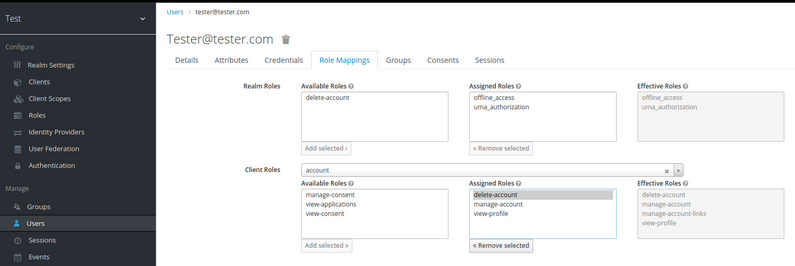 Test
Configure
Realm Settings
Clients
Client Scopes
Roles
Identity Providers
User Federation
Authentication
Manage
Groups
Users
Sessions
Events
Users > tester@tester.com
Tester@tester.com
Details Attributes Credentials Role Mappings Groups Consents Sessions
Realm Roles Available Roles Assigned Roles Effective Roles
delete-account offline_access offline_access
uma_authorization uma_authorization
Add selected › « Remove selected
Client Roles account ×
Available Roles Assigned Roles Effective Roles
manage-consent delete-account delete-account
view-applications manage-account manage-account
view-consent view-profile manage-account-links
view-profile
Add selected » « Remove selected